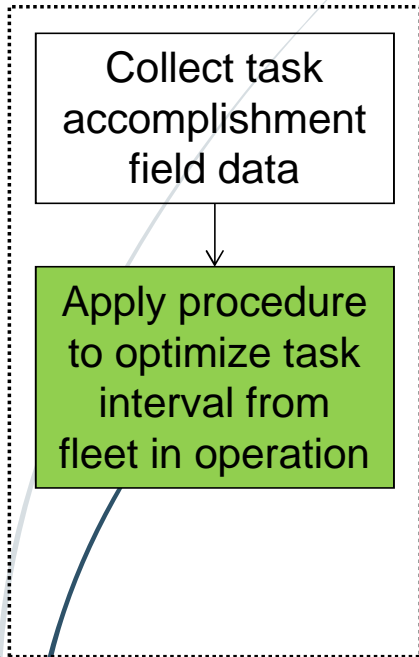 Collect task
accomplishment
field data
Apply procedure
to optimize task
interval from
fleet in operation